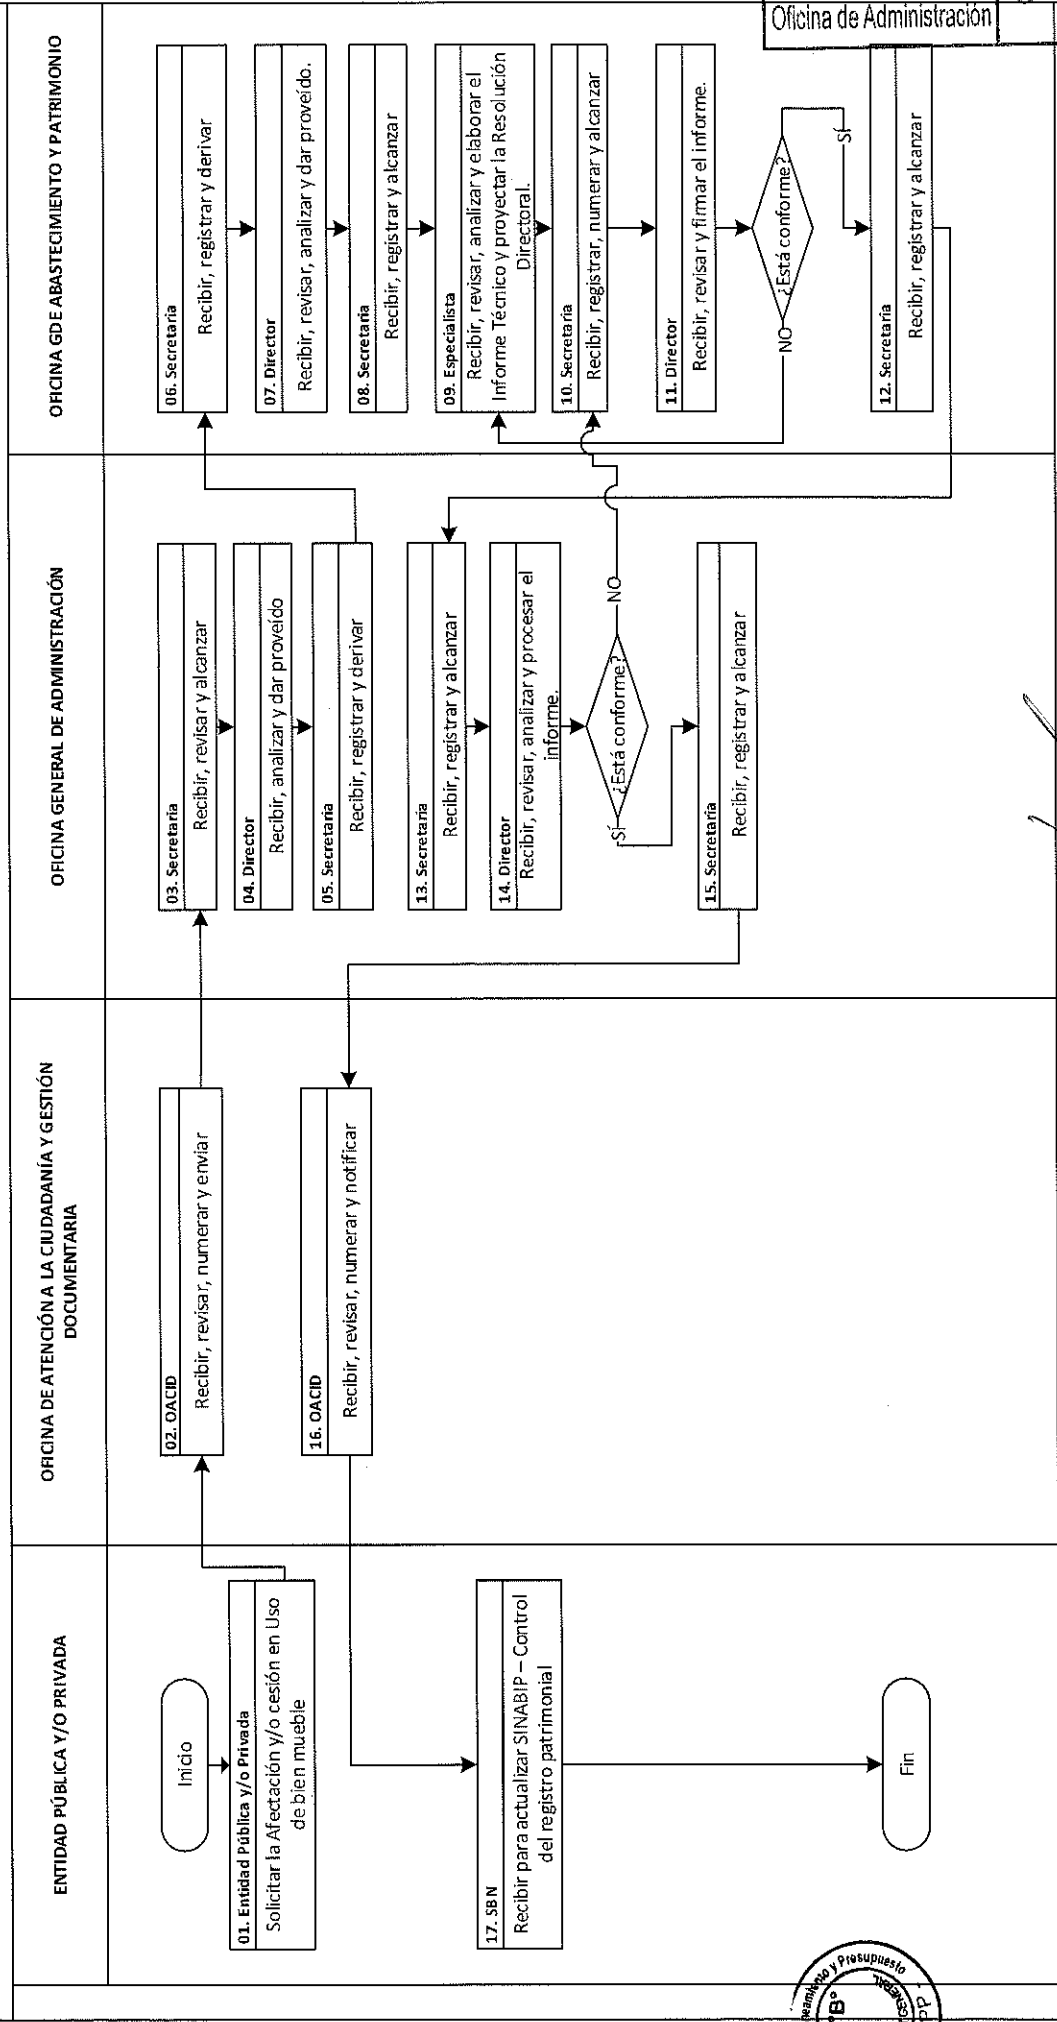 ENTIDAD PÚBLICA Y/O PRIVADA
OFICINA DE ATENCIÓN A LA CIUDADANÍA Y GESTIÓN
DOCUMENTARIA
OFICINA GENERAL DE ADMINISTRACIÓN
OFICINA GDE ABASTECIMIENTO Y PATRIMONIO
Inicio
01. Entidad Pública y/o Privada
Solicitar la Afectación y/o cesión en Uso
de bien mueble
02. OACID
Recibir, revisar, numerar y enviar
03. Secretaria
Recibir, revisar y alcanzar
04. Director
Recibir, analizar y dar proveído
05. Secretaria
Recibir, registrar y derivar
06. Secretaria
Recibir, registrar y derivar
07. Director
Recibir, revisar, analizar y dar proveído.
08. Secretaria
Recibir, registrar y alcanzar
09. Especialista
Recibir, revisar, analizar y elaborar el
Informe Técnico y proyectar la Resolución
Directoral.
10. Secretaria
Recibir, registrar, numerar y alcanzar
11. Director
Recibir, revisar y firmar el informe.
¿Está conforme?
NO
SÍ
12. Secretaria
Recibir, registrar y alcanzar
13. Secretaria
Recibir, registrar y alcanzar
14. Director
Recibir, revisar, analizar y procesar el
informe.
¿Está conforme?
NO
SÍ
15. Secretaria
Recibir, registrar y alcanzar
16. OACID
Recibir, revisar, numerar y notificar
17. SBN
Recibir para actualizar SINABIP – Control
del registro patrimonial
Fin
Oficina de Administración
y Presupuesto
B°
GENERAL